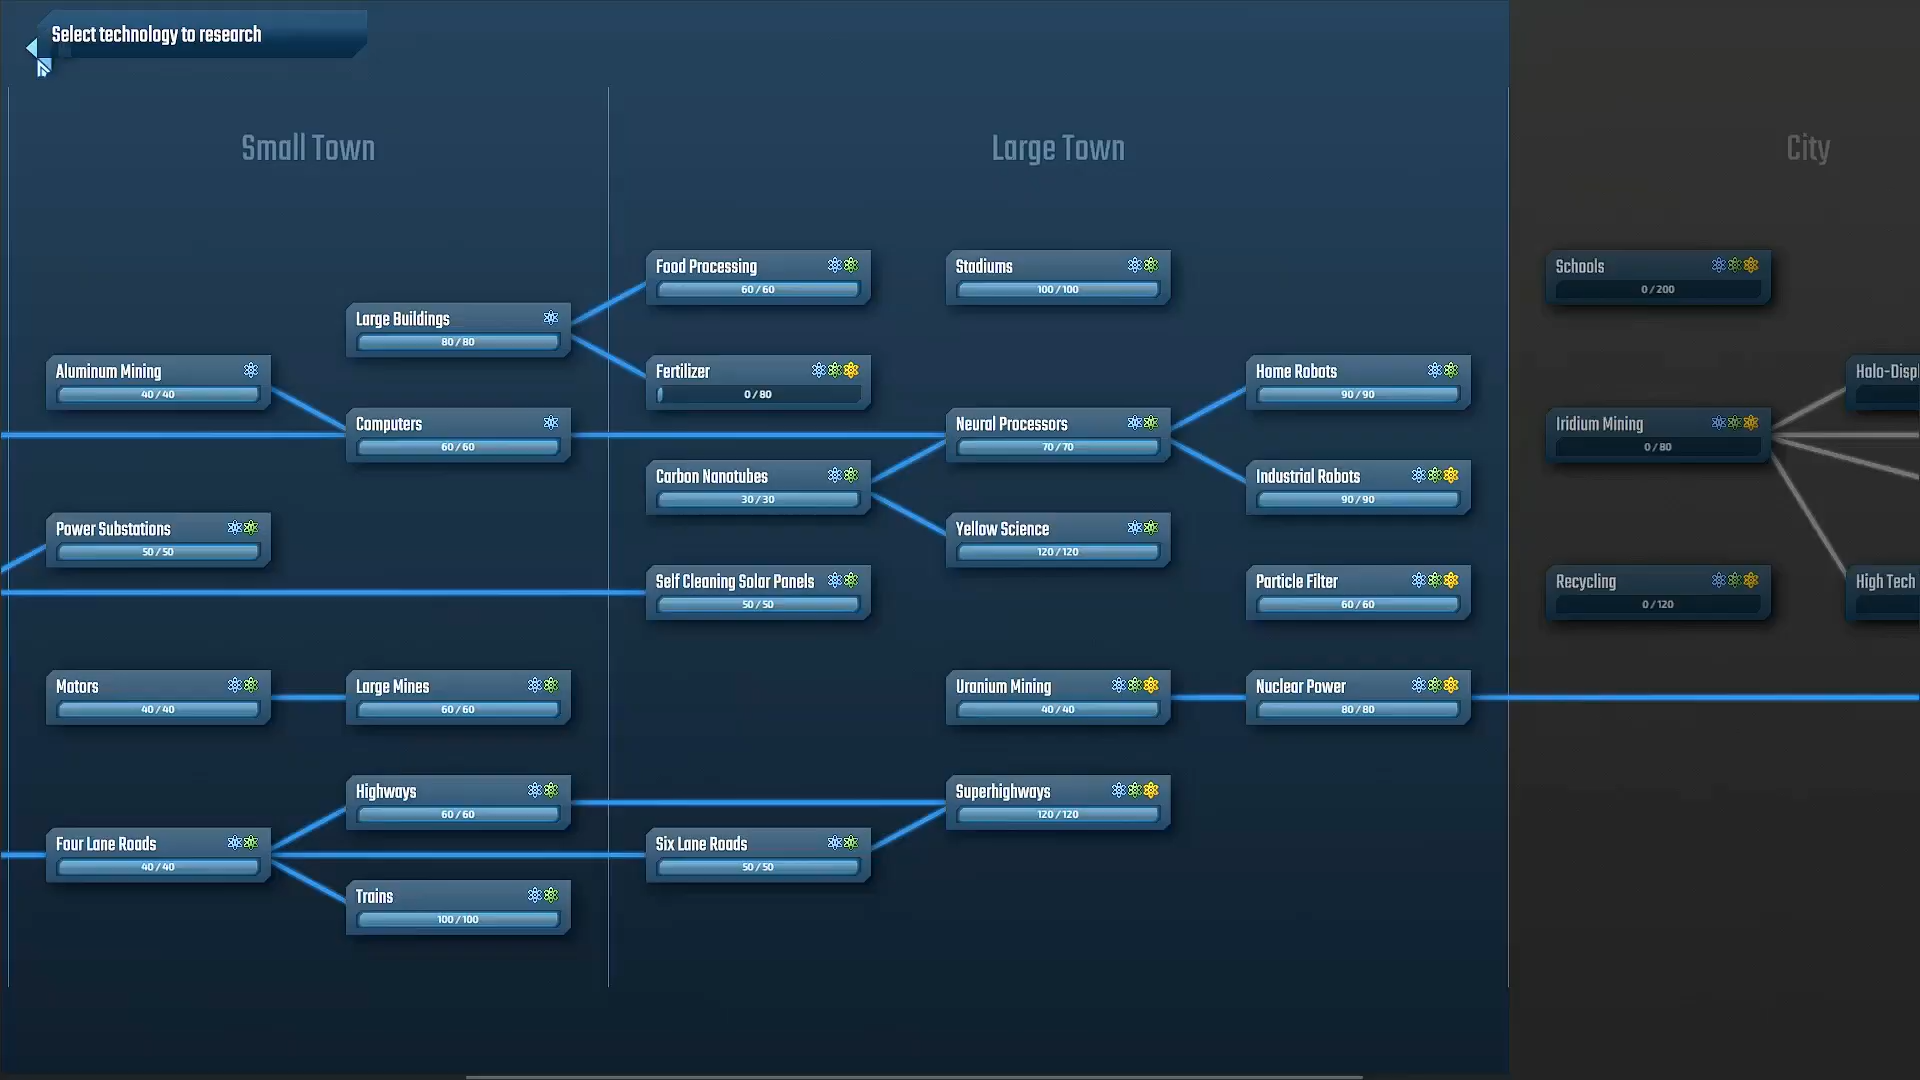 Select technology to research
Small Town
Large Town
City
Food Processing
60 / 60
Stadiums
100 / 100
Schools
0 / 200
Large Buildings
80 / 80
Aluminum Mining
40 / 40
Fertilizer
0 / 80
Home Robots
90 / 90
Halo-Displ
Computers
60 / 60
Neural Processors
70 / 70
Iridium Mining
0 / 80
Carbon Nanotubes
30 / 30
Industrial Robots
90 / 90
Power Substations
50 / 50
Yellow Science
120 / 120
Self Cleaning Solar Panels
50 / 50
Particle Filter
60 / 60
Recycling
0 / 120
High Tech
Motors
40 / 40
Large Mines
60 / 60
Uranium Mining
40 / 40
Nuclear Power
80 / 80
Highways
60 / 60
Superhighways
120 / 120
Four Lane Roads
40 / 40
Six Lane Roads
50 / 50
Trains
100 / 100